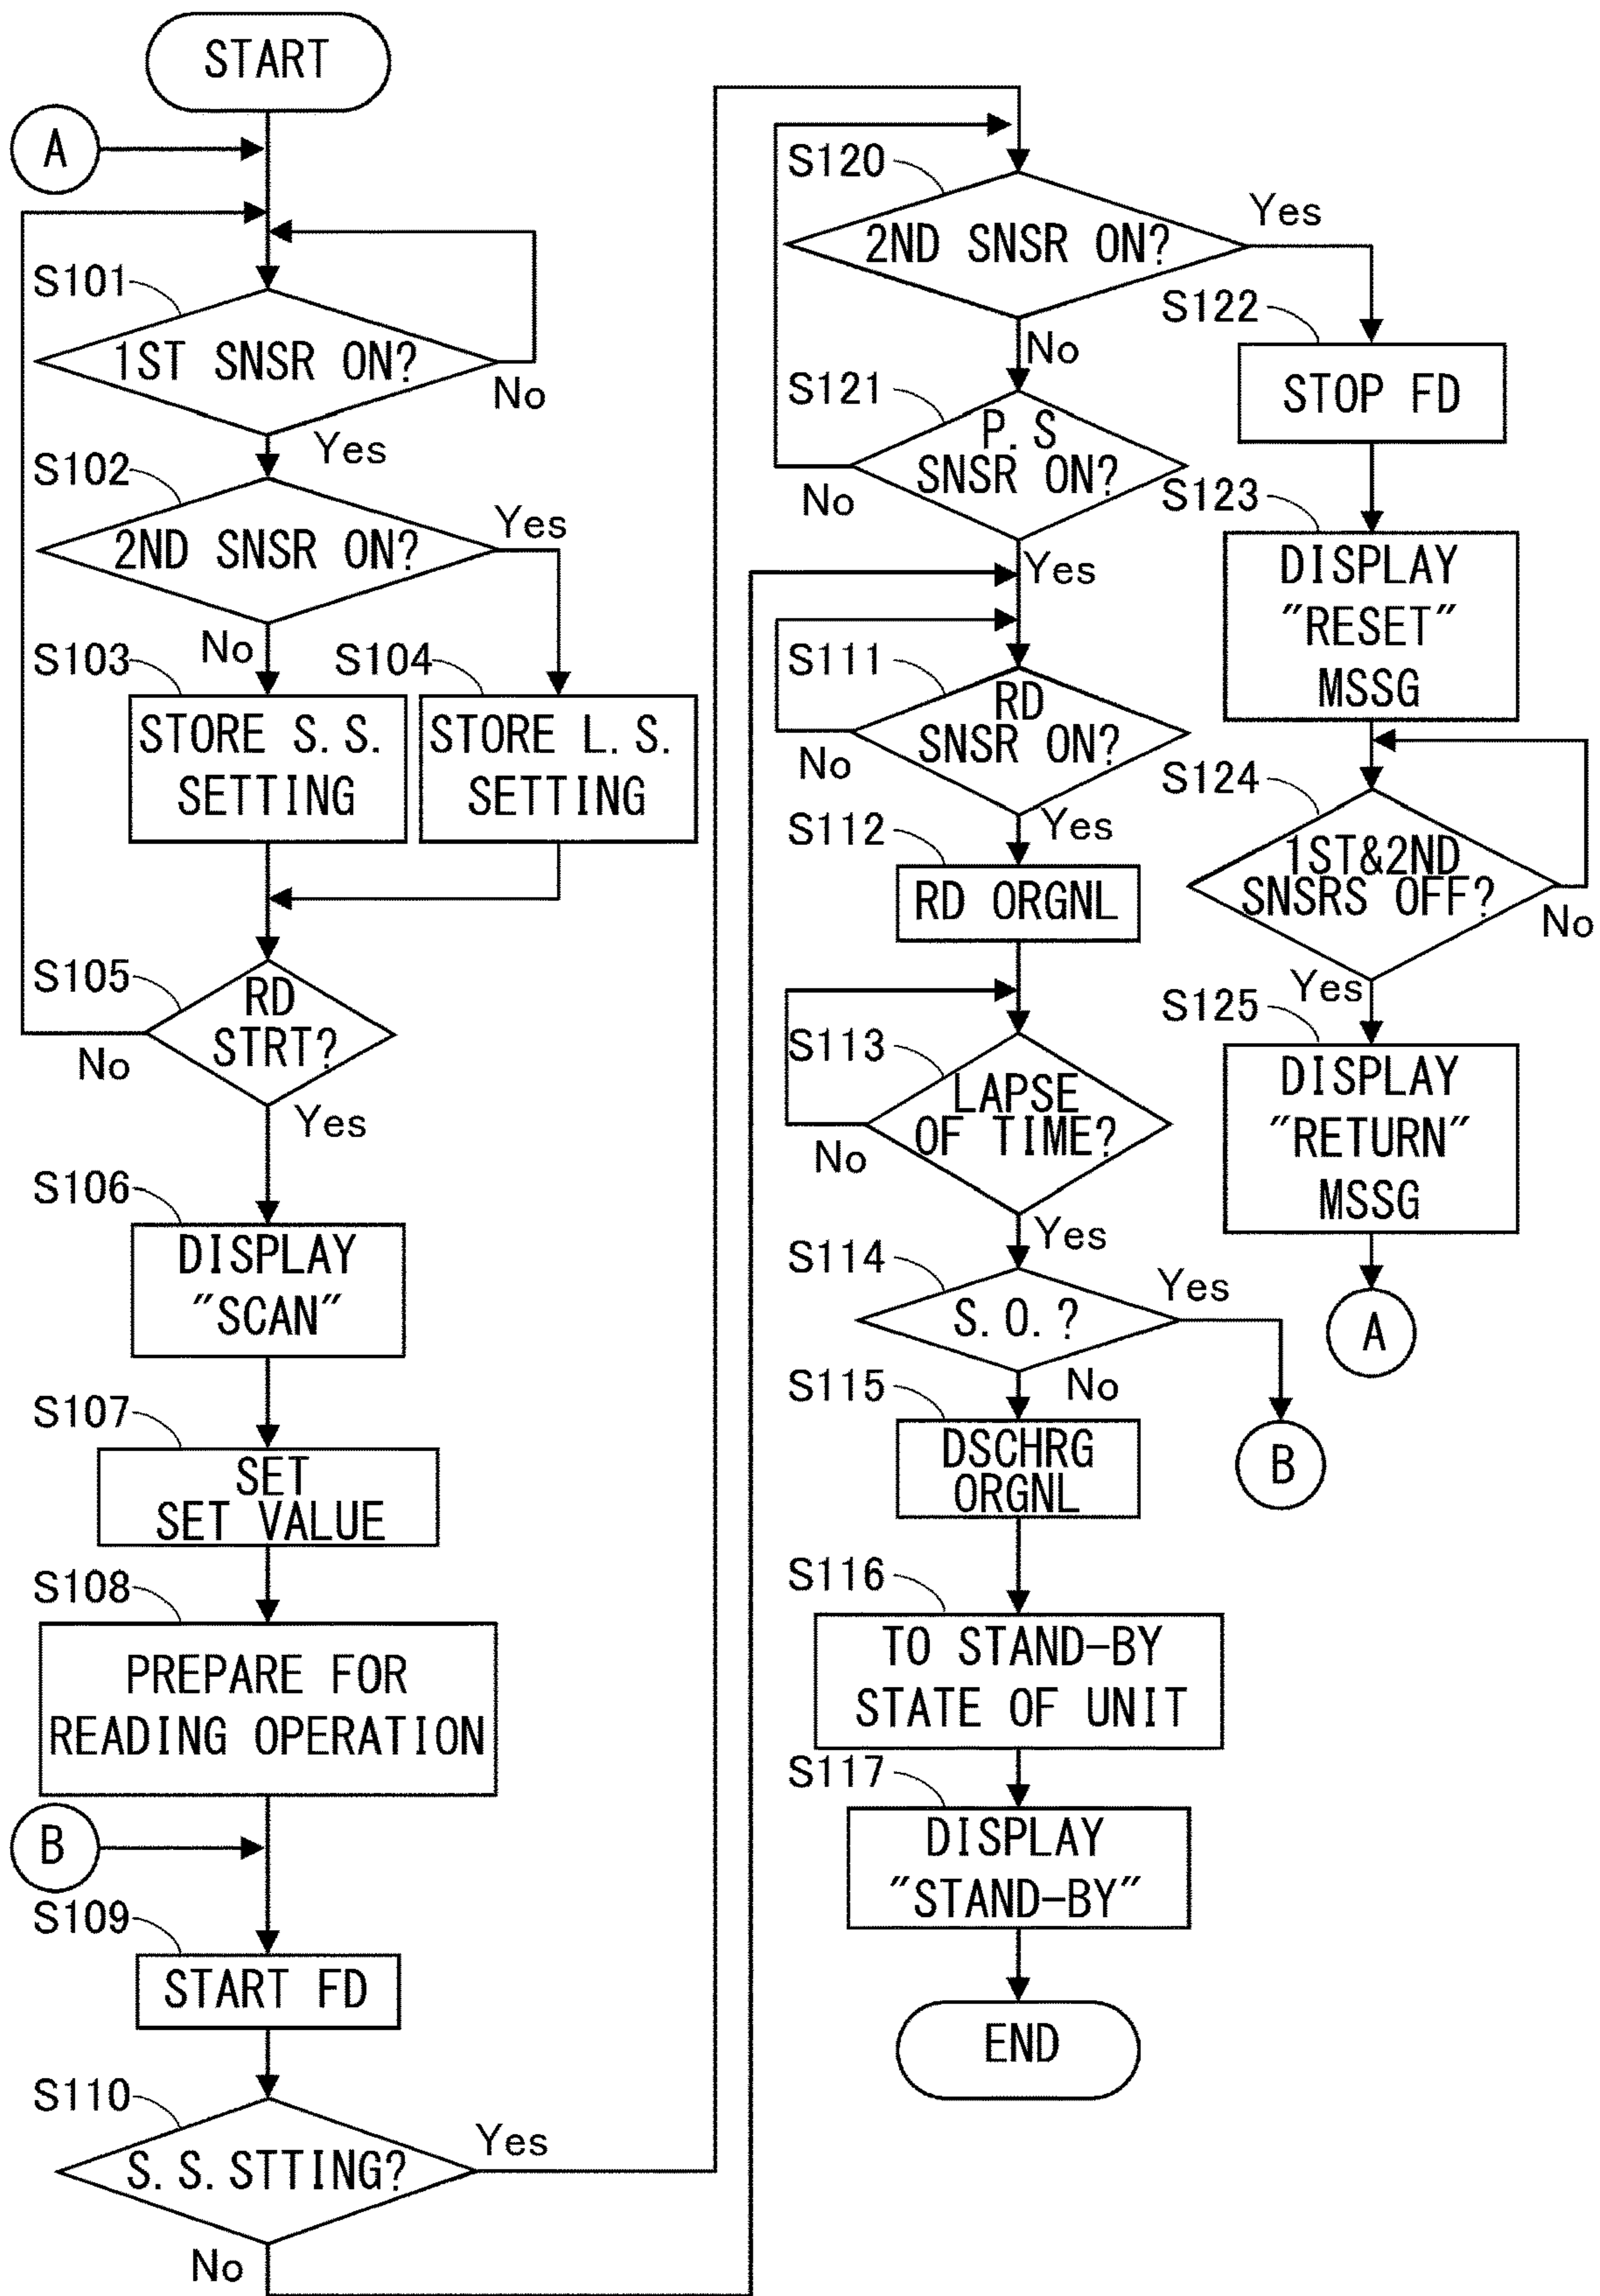 START
A
S101
1ST SNSR ON?
No
Yes
S102
2ND SNSR ON?
Yes
No
S103
STORE S.S.
SETTING
S104
STORE L.S.
SETTING
S105
RD
STRT?
No
Yes
S106
DISPLAY
"SCAN"
S107
SET
SET VALUE
S108
PREPARE FOR
READING OPERATION
B
S109
START FD
S110
S.S.STTING?
Yes
No
S120
2ND SNSR ON?
Yes
No
S121
P.S
SNSR ON?
No
Yes
S111
RD
SNSR ON?
No
Yes
S112
RD ORGNL
S113
LAPSE
OF TIME?
No
Yes
S114
S.O.?
Yes
No
B
S115
DSCHRG
ORGNL
S116
TO STAND-BY
STATE OF UNIT
S117
DISPLAY
"STAND-BY"
END
S122
STOP FD
S123
DISPLAY
"RESET"
MSSG
S124
1ST&2ND
SNSRS OFF?
No
Yes
S125
DISPLAY
"RETURN"
MSSG
A